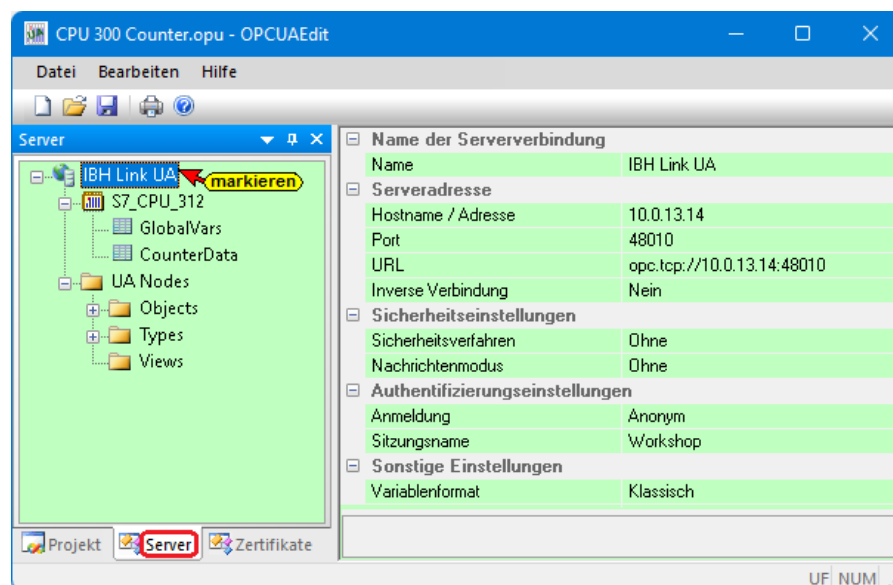 CPU 300 Counter.opu - OPCUAEdit
Datei Bearbeiten Hilfe
Server
IBH Link UA
markieren
S7_CPU_312
GlobalVars
CounterData
UA Nodes
Objects
Types
Views
Projekt Server Zertifikate
Name der Serververbindung
Name IBH Link UA
Serveradresse
Hostname / Adresse 10.0.13.14
Port 48010
URL opc.tcp://10.0.13.14:48010
Inverse Verbindung Nein
Sicherheitseinstellungen
Sicherheitsverfahren Ohne
Nachrichtenmodus Ohne
Authentifizierungseinstellungen
Anmeldung Anonym
Sitzungsname Workshop
Sonstige Einstellungen
Variablenformat Klassisch
UF NUM